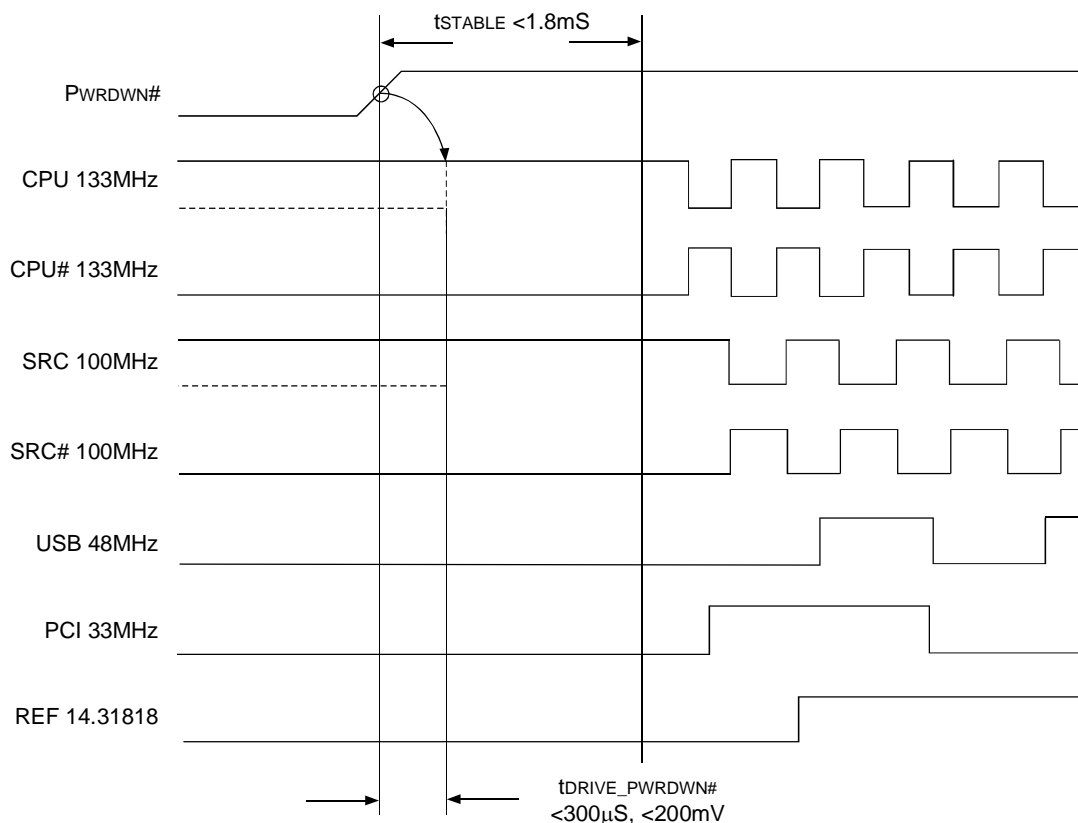 tSTABLE <1.8mS
PWRDWN#
CPU 133MHz
CPU# 133MHz
SRC 100MHz
SRC# 100MHz
USB 48MHz
PCI 33MHz
REF 14.31818
tDRIVE_PWRDWN#
<300μS, <200mV